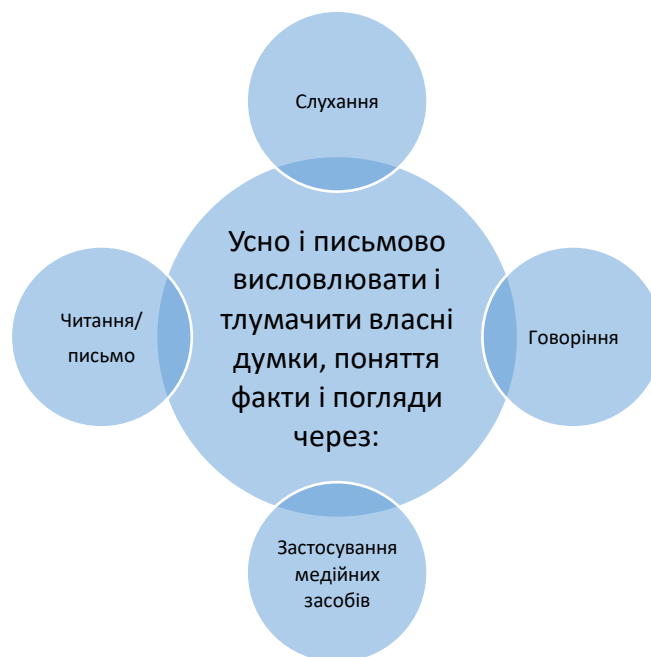 Слухання
Усно і письмово
висловлювати і
тлумачити власні
думки, поняття
факти і погляди
через:
Читання/
письмо
Говоріння
Застосування
медійних
засобів